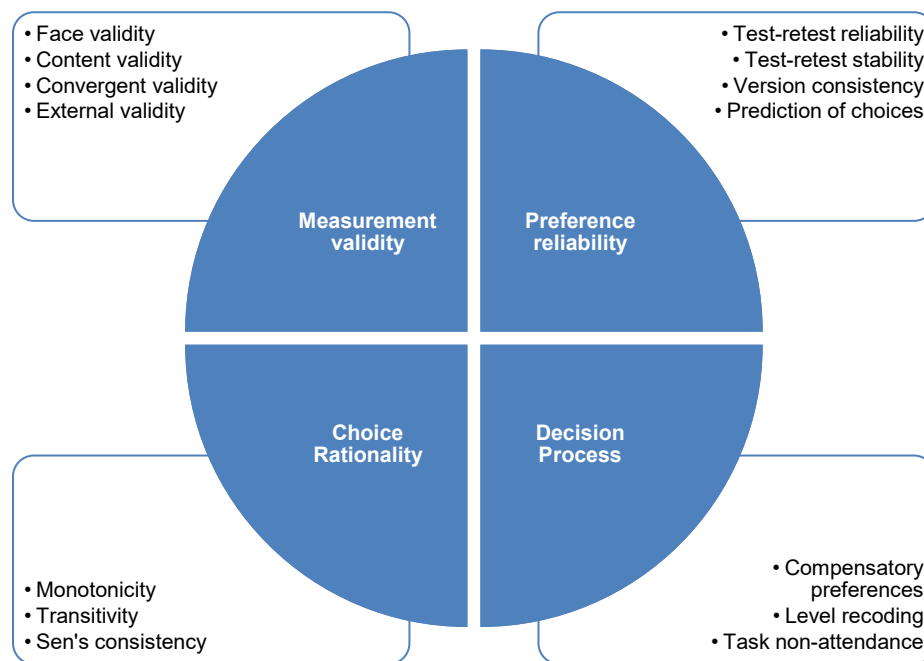 • Face validity
• Content validity
• Convergent validity
• External validity
• Test-retest reliability
• Test-retest stability
• Version consistency
• Prediction of choices
Measurement
validity
Preference
reliability
Choice
Rationality
Decision
Process
• Monotonicity
• Transitivity
• Sen's consistency
• Compensatory
preferences
• Level recoding
• Task non-attendance